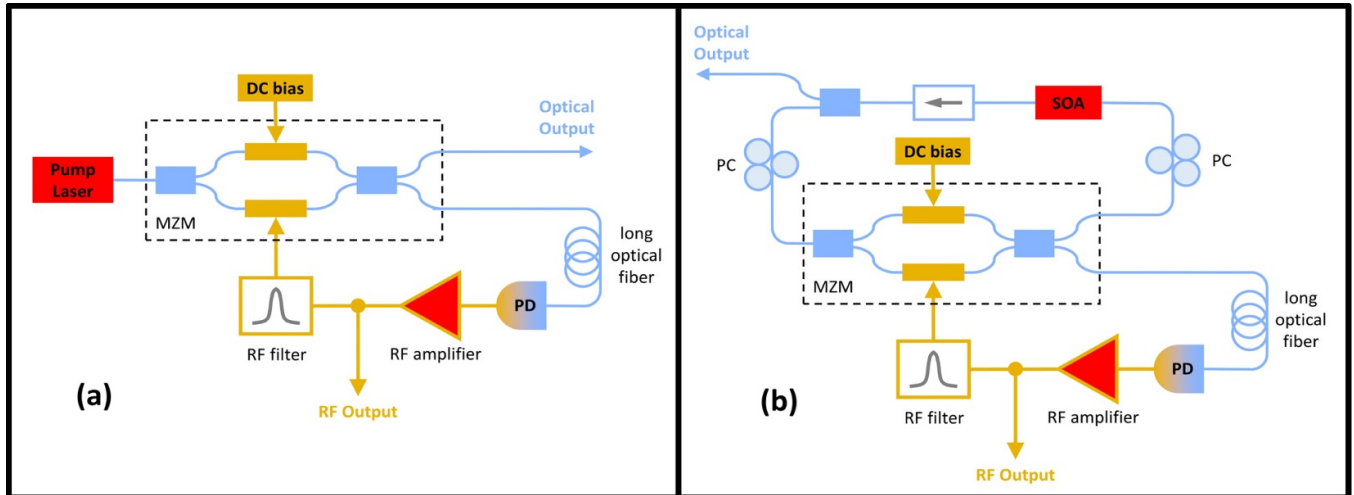 DC bias
Optical
Output
Pump
Laser
MZM
long
optical
fiber
PD
RF filter
RF amplifier
(a)
RF Output
Optical
Output
SOA
PC
DC bias
PC
MZM
long
optical
fiber
PD
RF filter
RF amplifier
(b)
RF Output